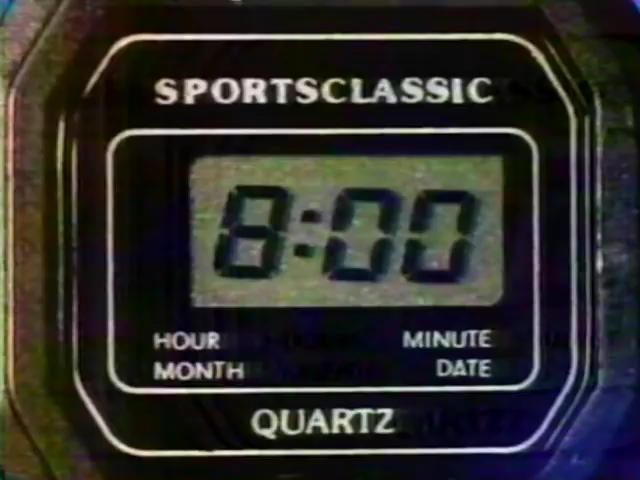 SPORTSCLASSIC
8:00
HOUR MINUTE
MONTH DATE
QUARTZ